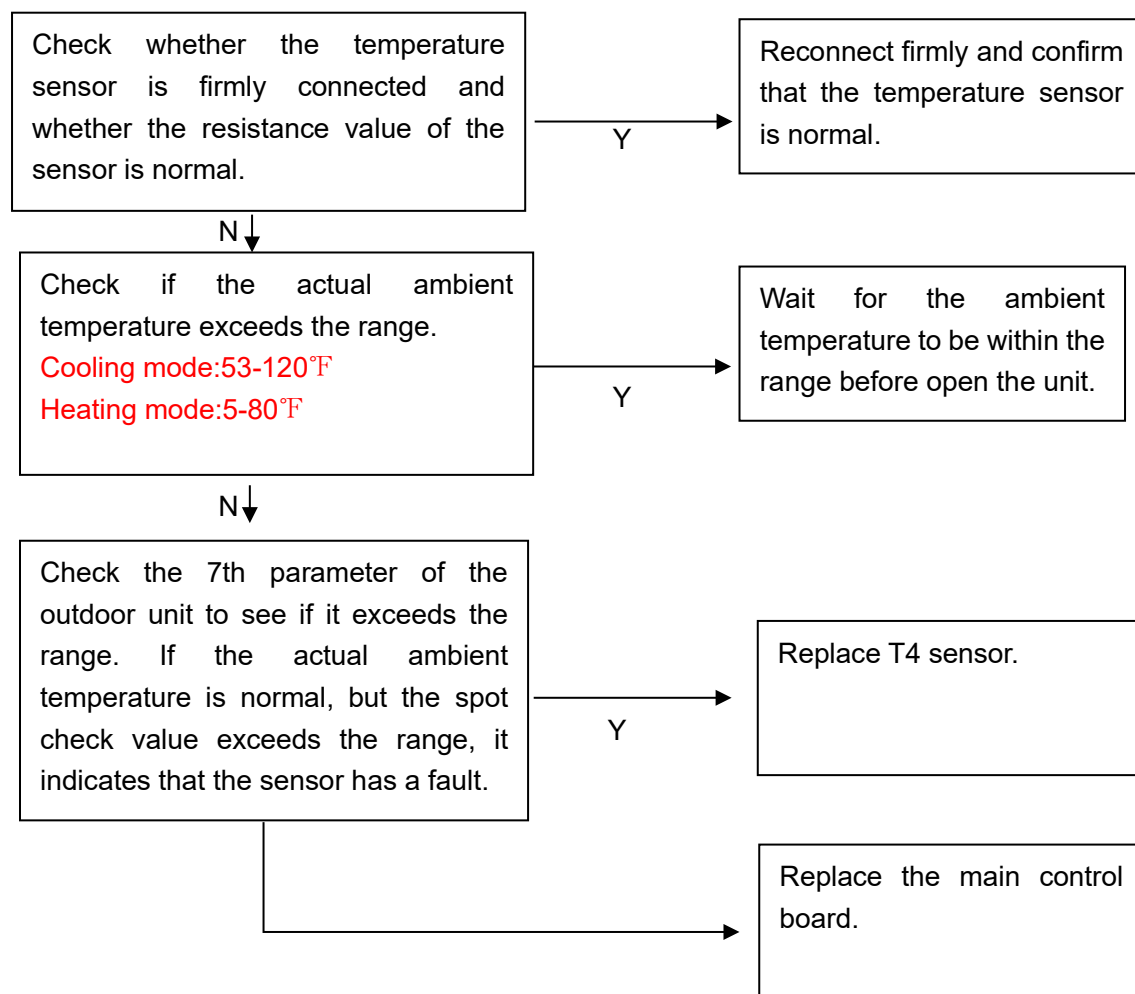 Check whether the temperature
sensor is firmly connected and
whether the resistance value of the
sensor is normal.
Y
Reconnect firmly and confirm
that the temperature sensor
is normal.
N
Check if the actual ambient
temperature exceeds the range.
Cooling mode:53-120℉
Heating mode:5-80℉
Y
Wait for the ambient
temperature to be within the
range before open the unit.
N
Check the 7th parameter of the
outdoor unit to see if it exceeds the
range. If the actual ambient
temperature is normal, but the spot
check value exceeds the range, it
indicates that the sensor has a fault.
Y
Replace T4 sensor.
Replace the main control
board.